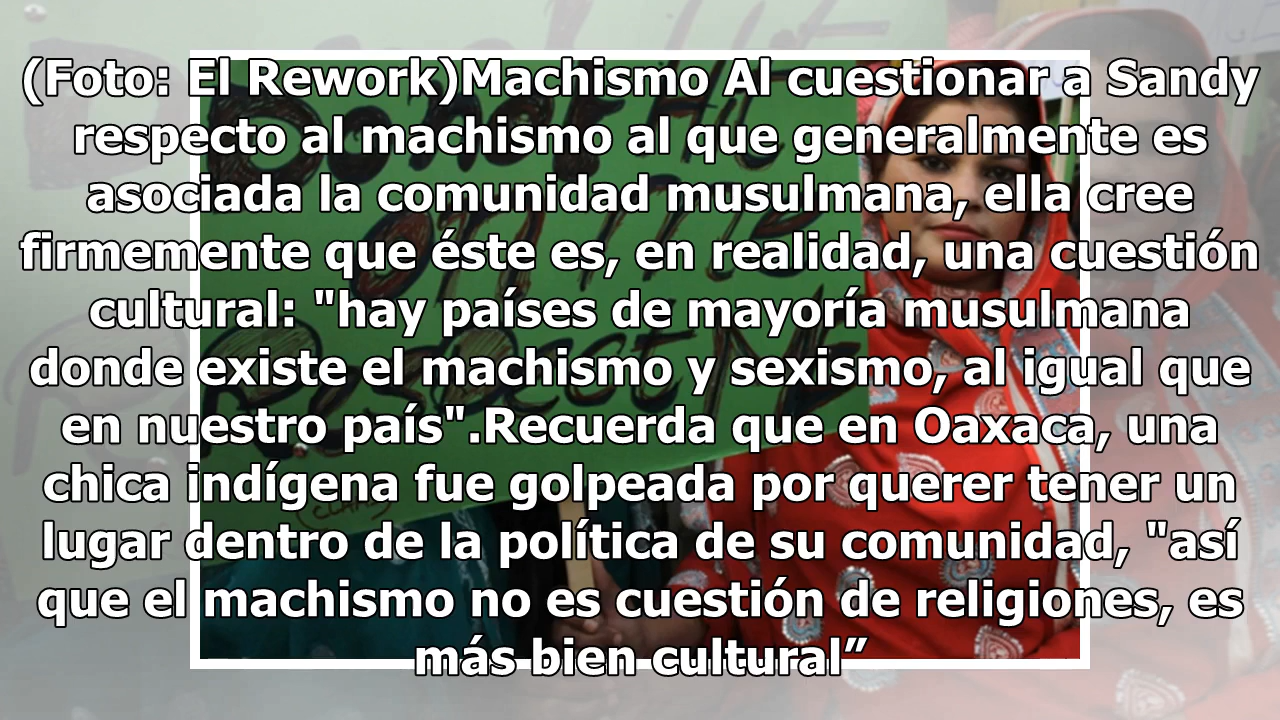 (Foto: El Rework)Machismo Al cuestionar a Sandy
respecto al machismo al que generalmente es
asociada la comunidad musulmana, ella cree
firmemente que éste es, en realidad, una cuestión
cultural: "hay países de mayoría musulmana
donde existe el machismo y sexismo, al igual que
en nuestro país".Recuerda que en Oaxaca, una
chica indígena fue golpeada por querer tener un
lugar dentro de la política de su comunidad, "así
que el machismo no es cuestión de religiones, es
más bien cultural”